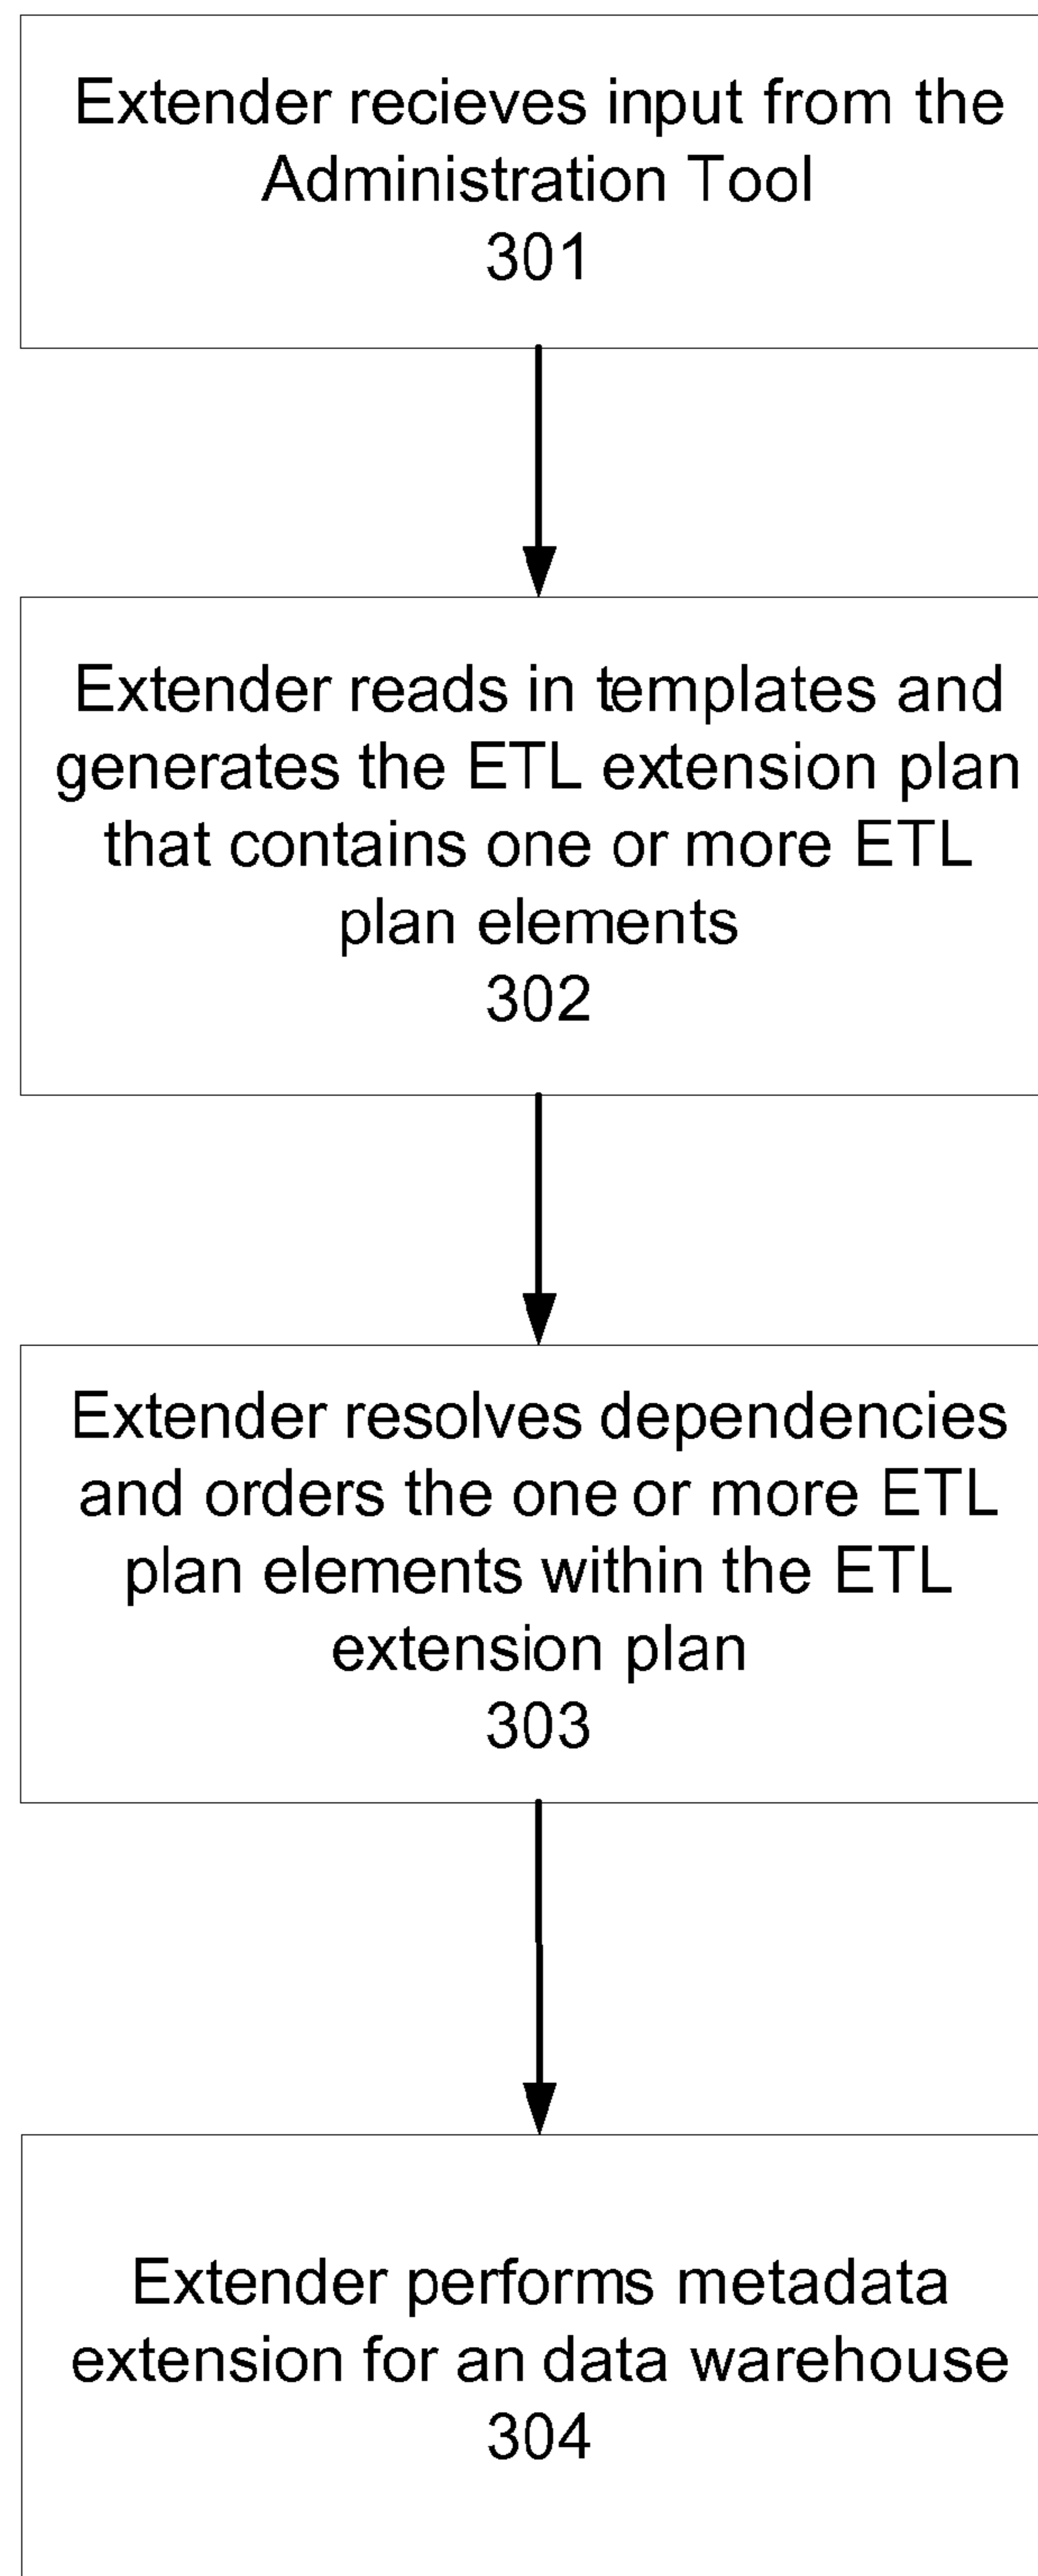 Extender recieves input from the
Administration Tool
301
Extender reads in templates and
generates the ETL extension plan
that contains one or more ETL
plan elements
302
Extender resolves dependencies
and orders the one or more ETL
plan elements within the ETL
extension plan
303
Extender performs metadata
extension for an data warehouse
304